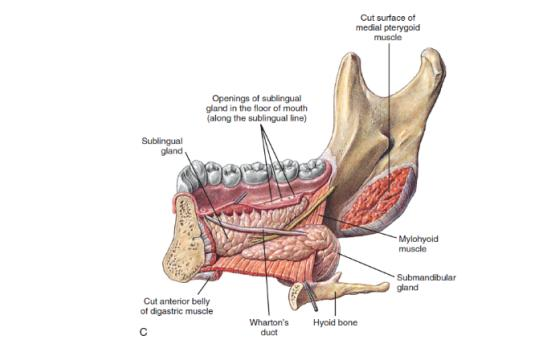 Cut surface of
medial pterygoid
muscle
Openings of sublingual
gland in the floor of mouth
(along the sublingual line)
Sublingual
gland
Mylohyoid
muscle
Submandibular
gland
Cut anterior belly
of digastric muscle
Wharton's
duct
Hyoid bone
C